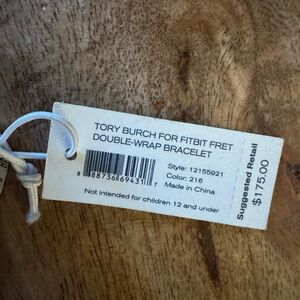 TORY BURCH FOR FITBIT FRET
DOUBLE-WRAP BRACELET
Style: 12155921
Color: 216
Made in China
8 88736 69431 7
Not intended for children 12 and under
Suggested Retail
$175.00